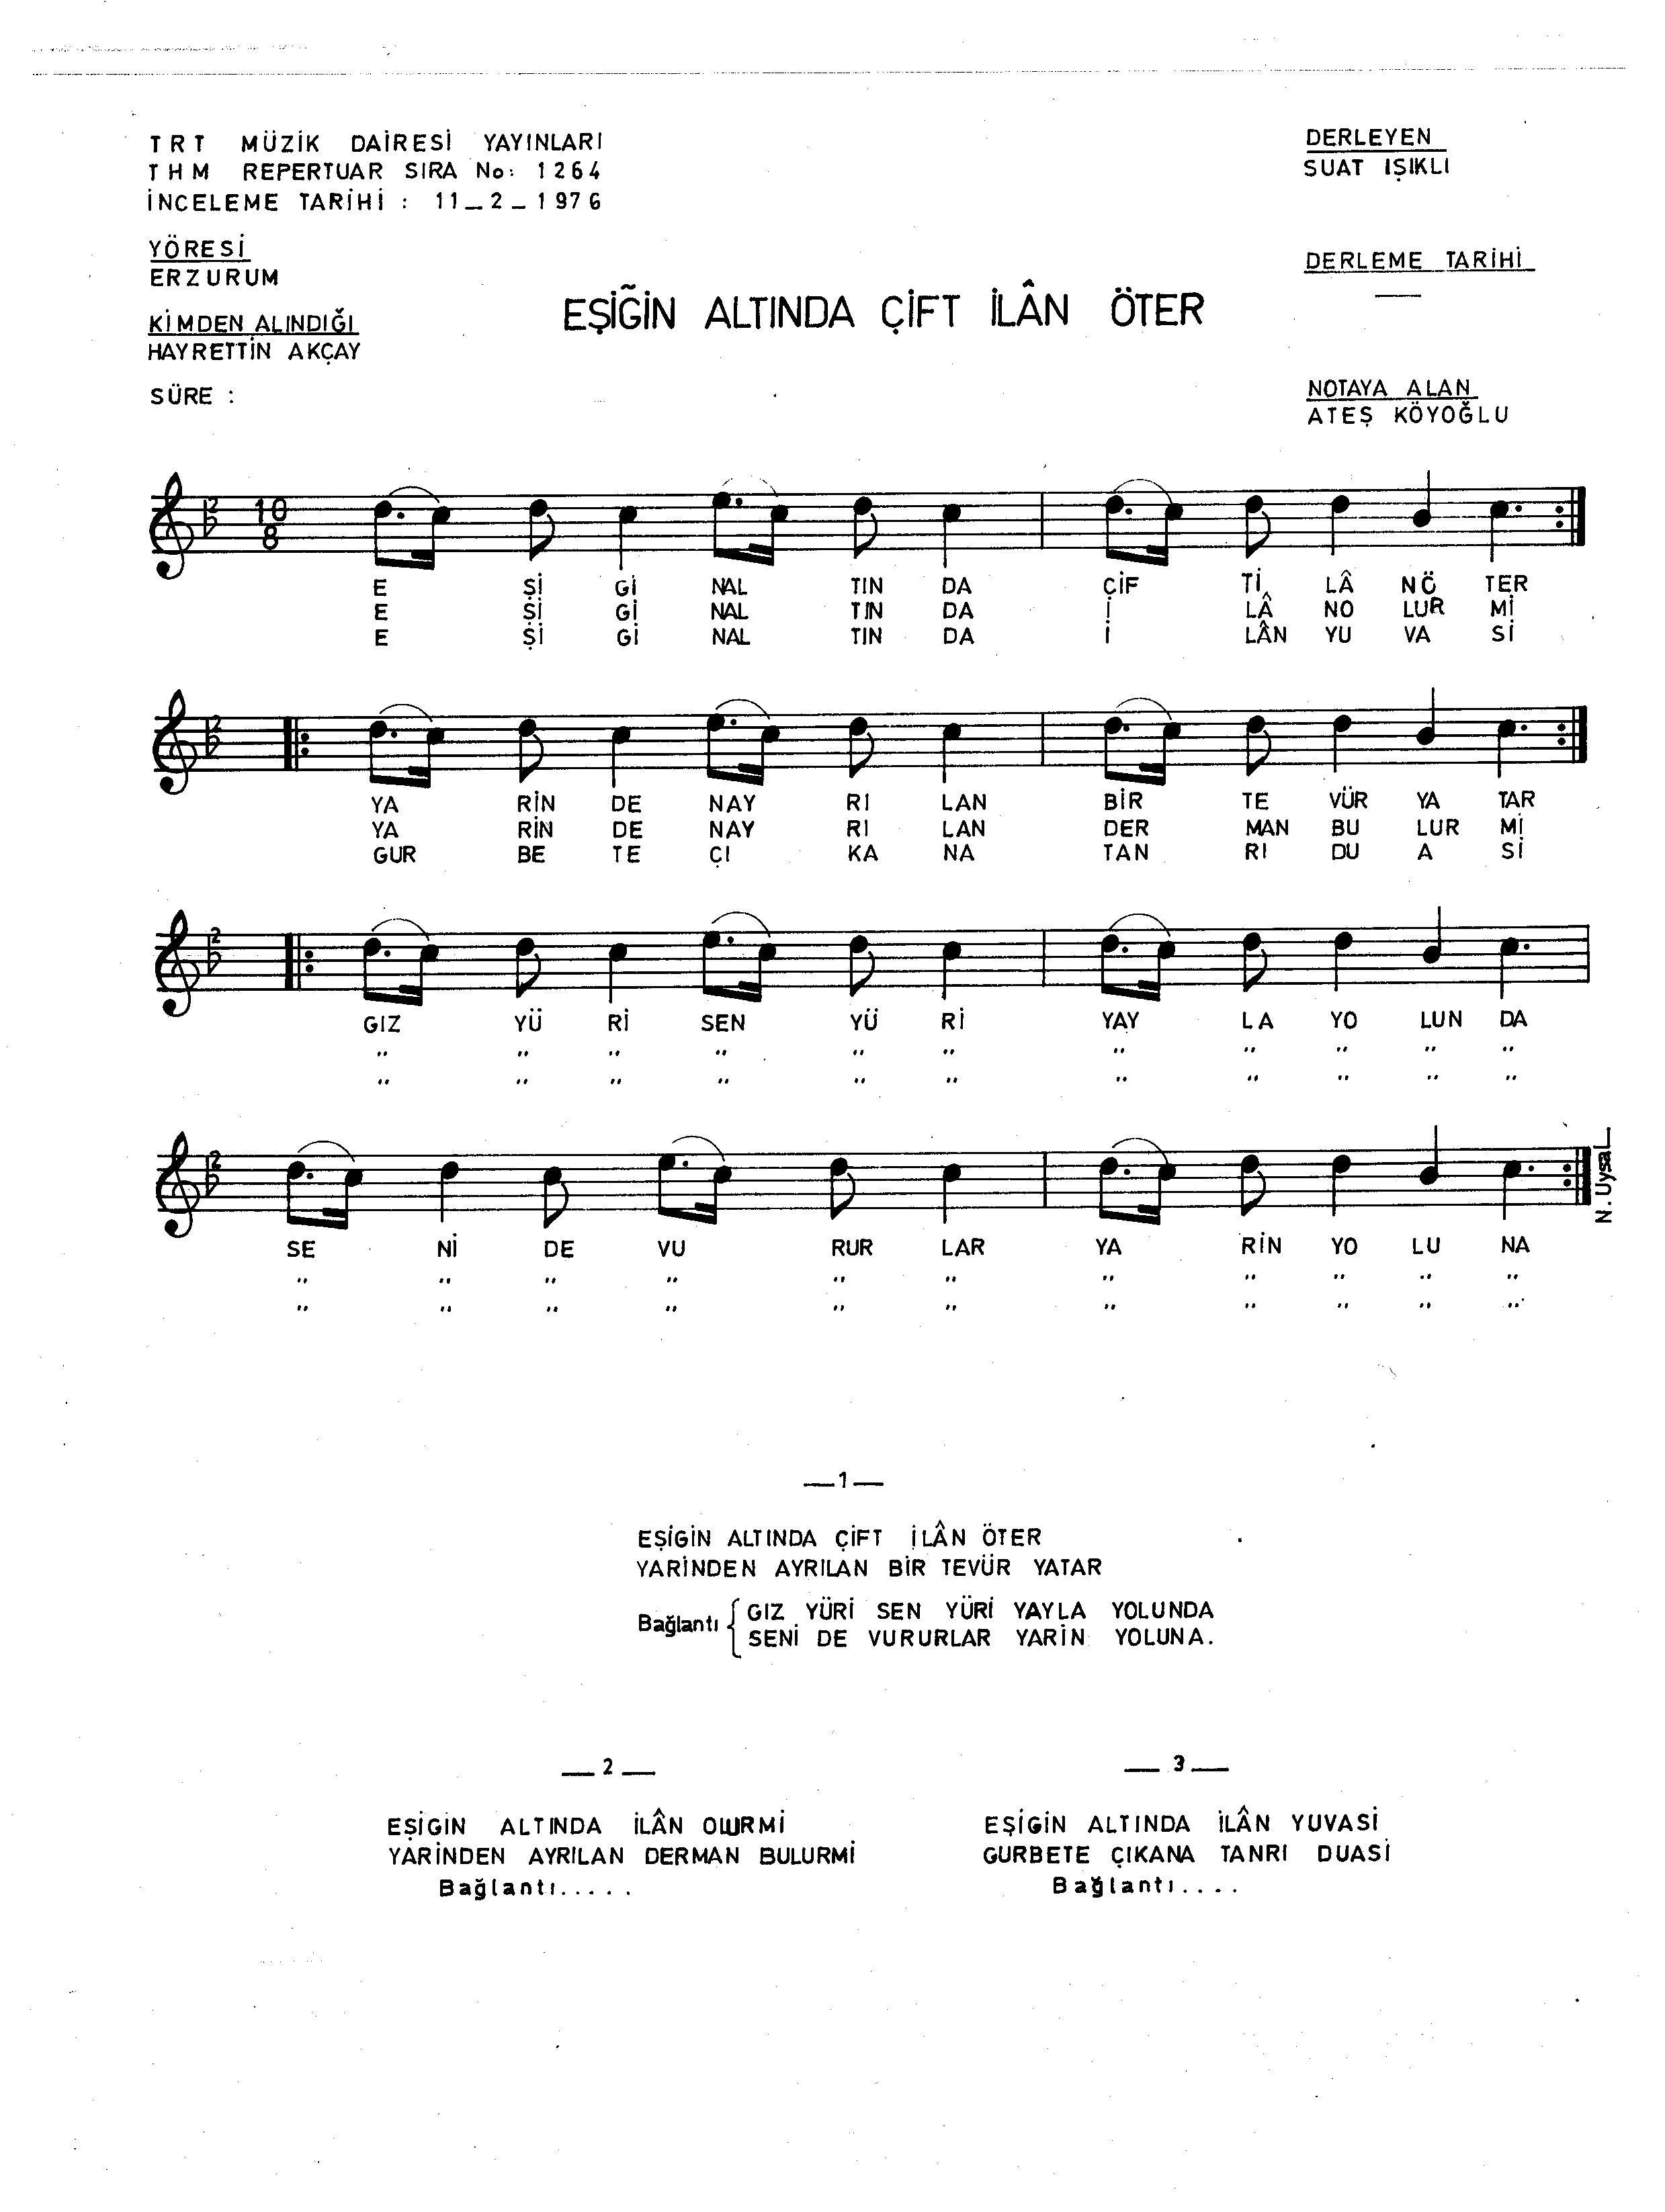 TRT MÜZİK DAİRESİ YAYINLARI
THM REPERTUAR SIRA No: 1264
İNCELEME TARİHİ : 11_2_1976
DERLEYEN
SUAT IŞIKLI
YÖRESİ
ERZURUM
DERLEME TARİHİ
KİMDEN ALINDIĞI
HAYRETTİN AKÇAY
EŞİĞİN ALTINDA ÇİFT İLÂN ÖTER
SÜRE :
NOTAYA ALAN
ATEŞ KÖYOĞLU
2
10
8
E Şİ Gİ NAL TIN DA ÇİF Tİ LÂ NÖ TER
E Şİ Gİ NAL TIN DA İ LÂ NO LUR Mİ
E Şİ Gİ NAL TIN DA İ LÂN YU VA Sİ
2
YA RİN DE NAY RI LAN BİR TE VÜR YA TAR
YA RİN DE NAY RI LAN DER MAN BU LUR Mİ
GUR BE TE ÇI KA NA TAN RI DU A Sİ
2
GIZ YÜ Rİ SEN YÜ Rİ YAY LA YO LUN DA
" " " " " " " " " " "
" " " " " " " " " " "
2
N. Uysal
SE Nİ DE VU RUR LAR YA RİN YO LU NA
" " " " " " " " " " "
" " " " " " " " " " "
—1—
EŞİGİN ALTINDA ÇİFT İLÂN ÖTER
YARİNDEN AYRILAN BİR TEVÜR YATAR
Bağlantı { GIZ YÜRİ SEN YÜRİ YAYLA YOLUNDA
SENİ DE VURURLAR YARİN YOLUNA.
— 2 —
EŞİGİN ALTINDA İLÂN OLURMİ
YARİNDEN AYRILAN DERMAN BULURMİ
Bağlantı.....
— 3 —
EŞİGİN ALTINDA İLÂN YUVASİ
GURBETE ÇIKANA TANRI DUASİ
Bağlantı....